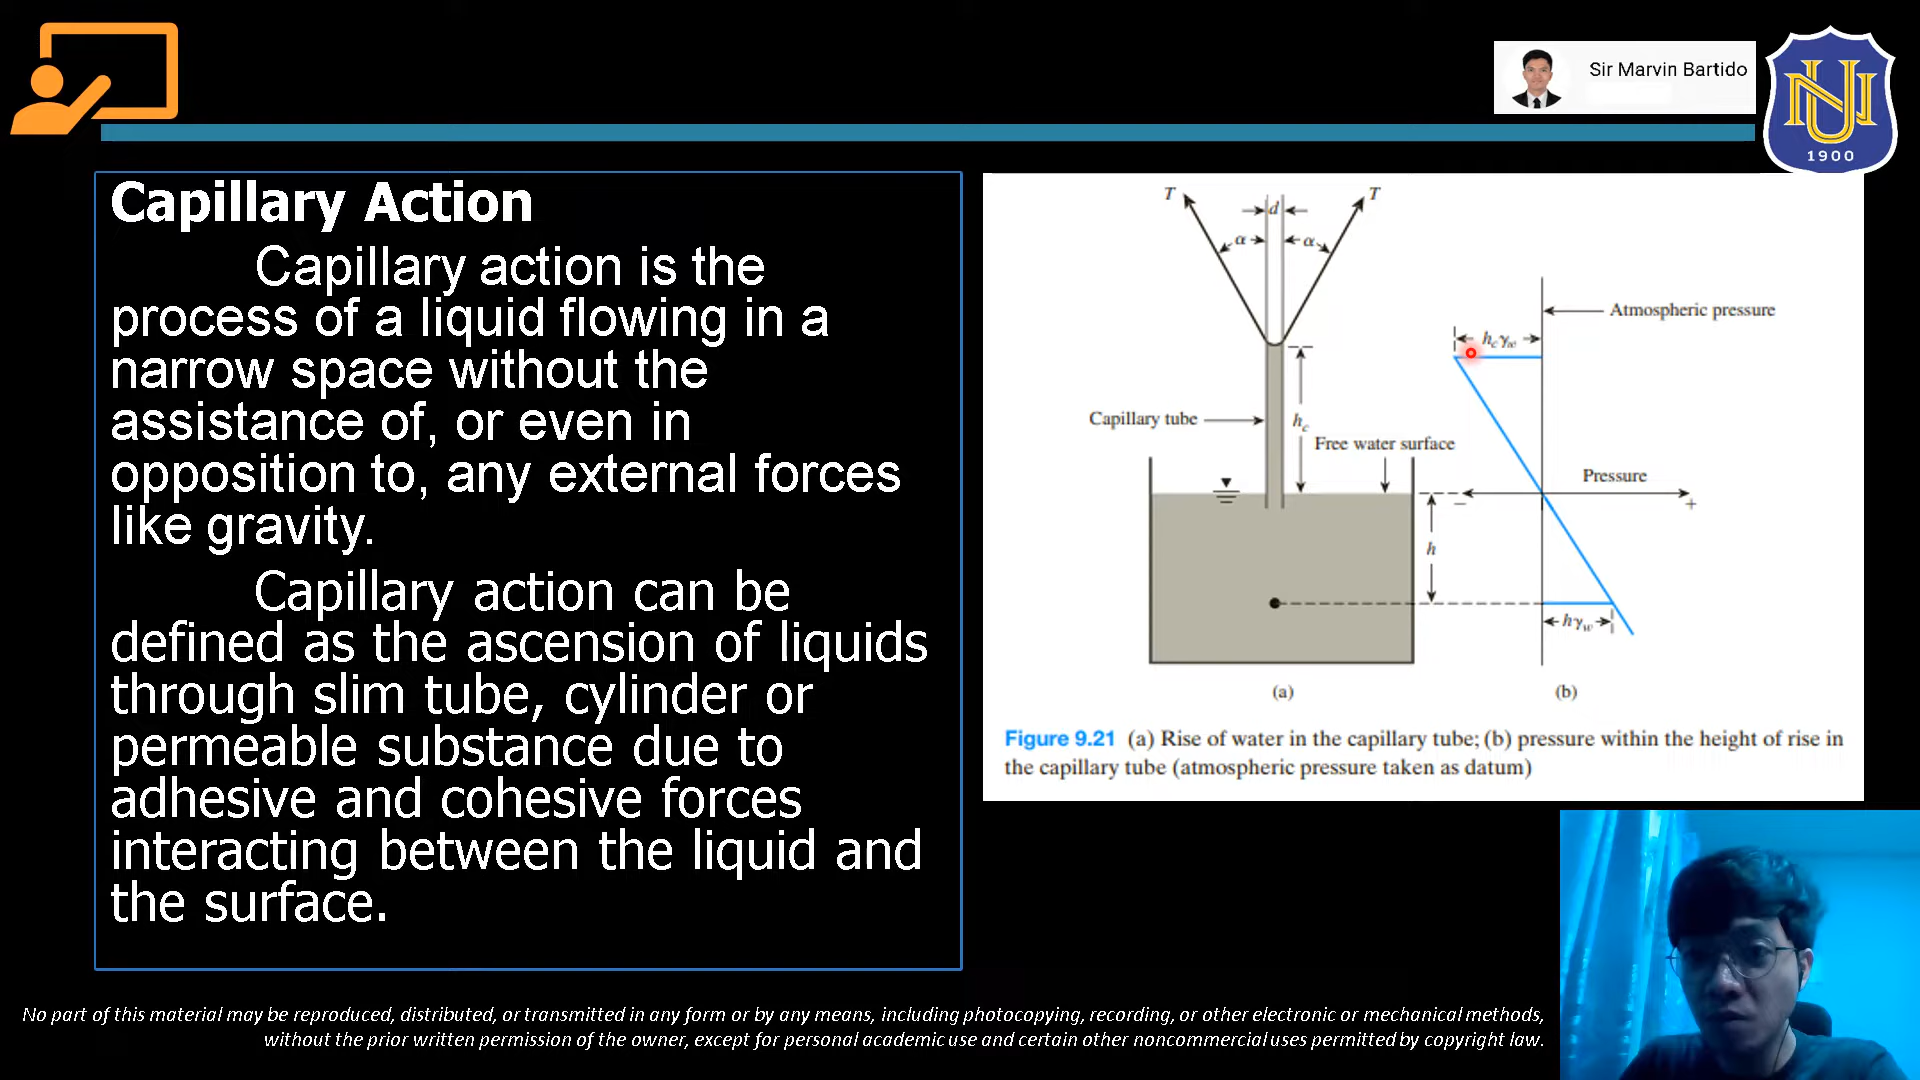 Sir Marvin Bartido
NU
1900
Capillary Action
Capillary action is the
process of a liquid flowing in a
narrow space without the
assistance of, or even in
opposition to, any external forces
like gravity.
Capillary action can be
defined as the ascension of liquids
through slim tube, cylinder or
permeable substance due to
adhesive and cohesive forces
interacting between the liquid and
the surface.
T T
d
α α
Atmospheric pressure
h_c γ_w
Capillary tube
h_c
Free water surface
Pressure
− +
h
hγ_w
(a) (b)
Figure 9.21 (a) Rise of water in the capillary tube; (b) pressure within the height of rise in
the capillary tube (atmospheric pressure taken as datum)
No part of this material may be reproduced, distributed, or transmitted in any form or by any means, including photocopying, recording, or other electronic or mechanical methods,
without the prior written permission of the owner, except for personal academic use and certain other noncommercial uses permitted by copyright law.